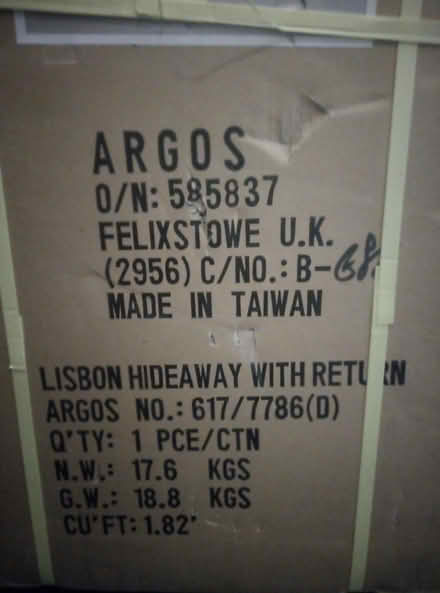 ARGOS
O/N: 585837
FELIXSTOWE U.K.
(2956) C/NO.: B-68.
MADE IN TAIWAN
LISBON HIDEAWAY WITH RETURN
ARGOS NO.: 617/7786(D)
Q'TY: 1 PCE/CTN
N.W.: 17.6 KGS
G.W.: 18.8 KGS
CU'FT: 1.82'